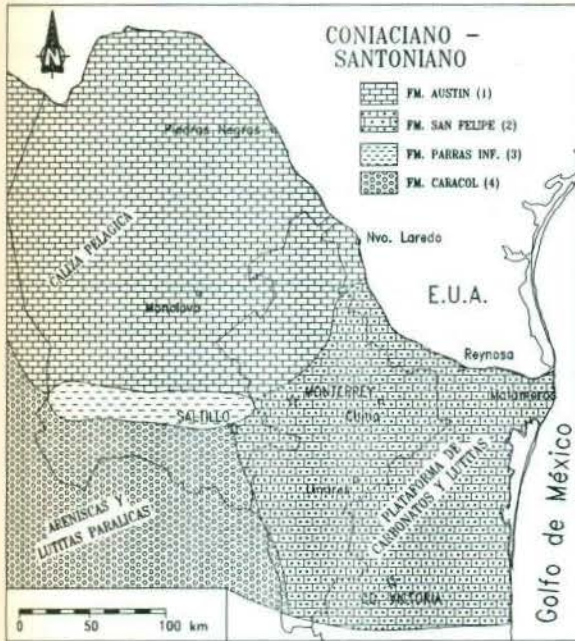 CONIACIANO –
SANTONIANO
N
FM. AUSTIN (1)
FM. SAN FELIPE (2)
FM. PARRAS INF. (3)
FM. CARACOL (4)
Piedras Negras
CALIZA PELAGICA
Nvo. Laredo
E.U.A.
Monclova
Reynosa
Matamoros
MONTERREY
China
SALTILLO
Linares
PLATAFORMA DE
CARBONATOS Y LUTITAS
ARENISCAS Y
LUTITAS PARALICAS
CD. VICTORIA
Golfo de México
0 50 100 km